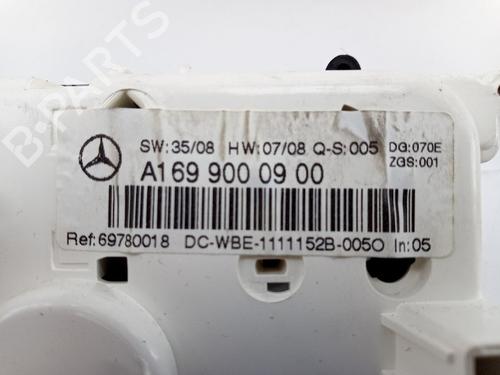 B-PARTS
SW:35/08 HW:07/08 Q-S:005 DG:070E
ZGS:001
A169 900 09 00
Ref:69780018 DC-WBE-1111152B-005O In:05